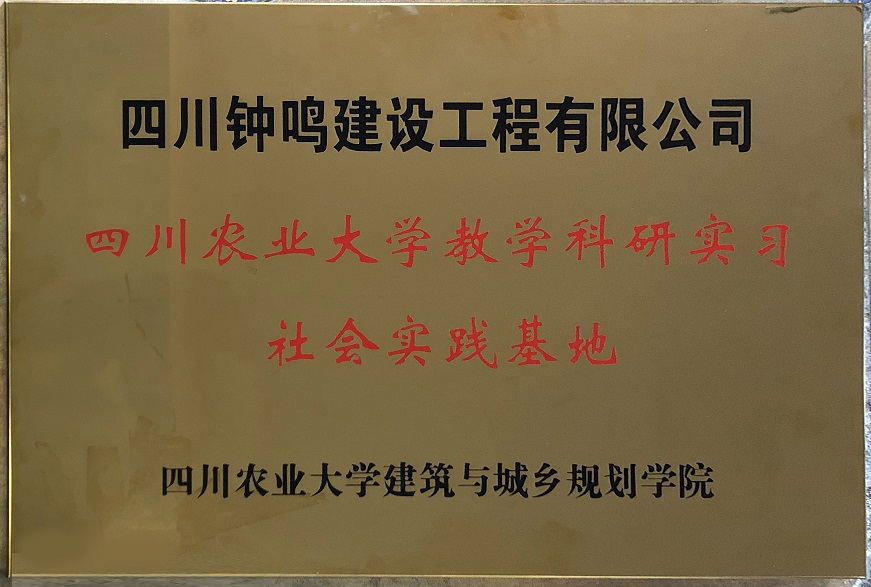 四川钟鸣建设工程有限公司
四川农业大学教学科研实习
社会实践基地
四川农业大学建筑与城乡规划学院